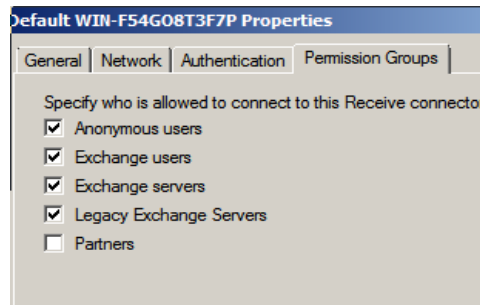 Default WIN-F54GO8T3F7P Properties
General Network Authentication Permission Groups
Specify who is allowed to connect to this Receive connecto
Anonymous users
Exchange users
Exchange servers
Legacy Exchange Servers
Partners